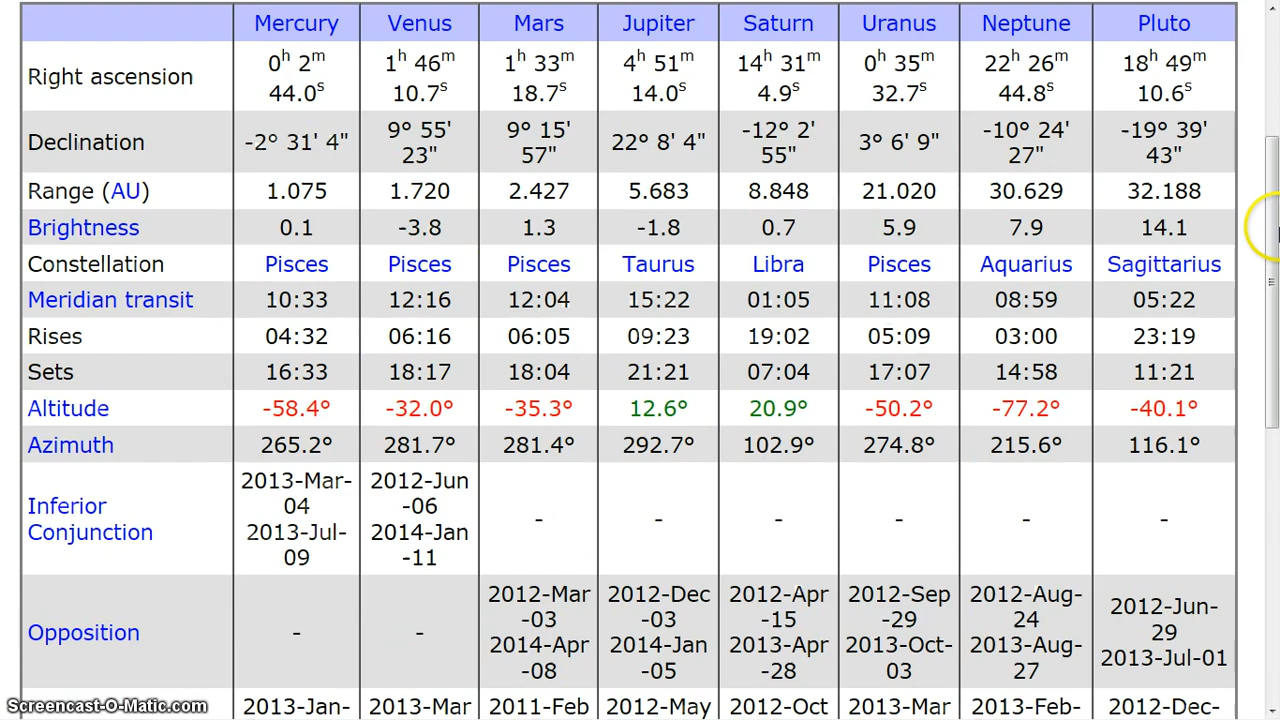 Mercury Venus Mars Jupiter Saturn Uranus Neptune Pluto
Right ascension 0h 2m 44.0s 1h 46m 10.7s 1h 33m 18.7s 4h 51m 14.0s 14h 31m 4.9s 0h 35m 32.7s 22h 26m 44.8s 18h 49m 10.6s
Declination -2° 31' 4" 9° 55' 23" 9° 15' 57" 22° 8' 4" -12° 2' 55" 3° 6' 9" -10° 24' 27" -19° 39' 43"
Range (AU) 1.075 1.720 2.427 5.683 8.848 21.020 30.629 32.188
Brightness 0.1 -3.8 1.3 -1.8 0.7 5.9 7.9 14.1
Constellation Pisces Pisces Pisces Taurus Libra Pisces Aquarius Sagittarius
Meridian transit 10:33 12:16 12:04 15:22 01:05 11:08 08:59 05:22
Rises 04:32 06:16 06:05 09:23 19:02 05:09 03:00 23:19
Sets 16:33 18:17 18:04 21:21 07:04 17:07 14:58 11:21
Altitude -58.4° -32.0° -35.3° 12.6° 20.9° -50.2° -77.2° -40.1°
Azimuth 265.2° 281.7° 281.4° 292.7° 102.9° 274.8° 215.6° 116.1°
Inferior Conjunction 2013-Mar-04 2013-Jul-09 2012-Jun-06 2014-Jan-11 - - - - - -
Opposition - - 2012-Mar-03 2014-Apr-08 2012-Dec-03 2014-Jan-05 2012-Apr-15 2013-Apr-28 2012-Sep-29 2013-Oct-03 2012-Aug-24 2013-Aug-27 2012-Jun-29 2013-Jul-01
2013-Jan- 2013-Mar 2011-Feb 2012-May 2012-Oct 2013-Mar 2013-Feb- 2012-Dec-
Screencast-O-Matic.com